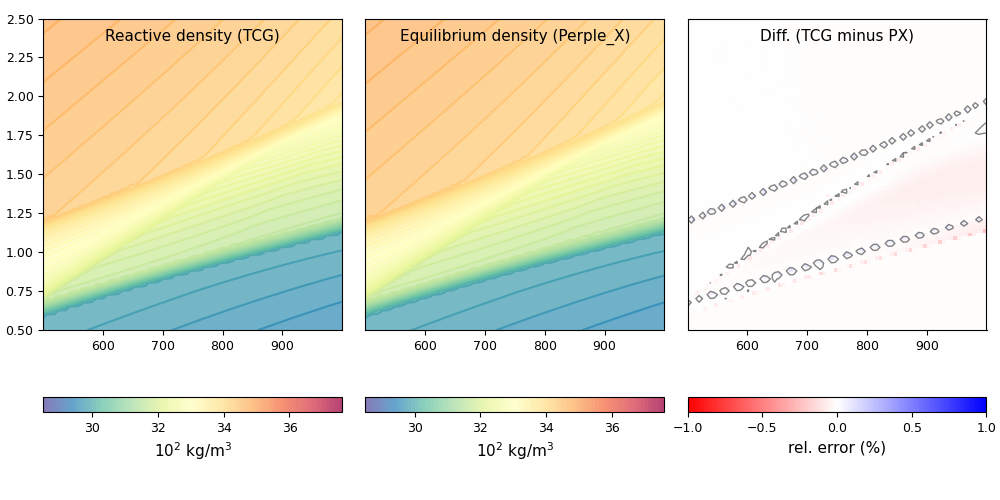 Reactive density (TCG)
Equilibrium density (Perple_X)
Diff. (TCG minus PX)
2.50
2.25
2.00
1.75
1.50
1.25
1.00
0.75
0.50
600 700 800 900
600 700 800 900
600 700 800 900
30 32 34 36
30 32 34 36
−1.0 −0.5 0.0 0.5 1.0
10² kg/m³
10² kg/m³
rel. error (%)